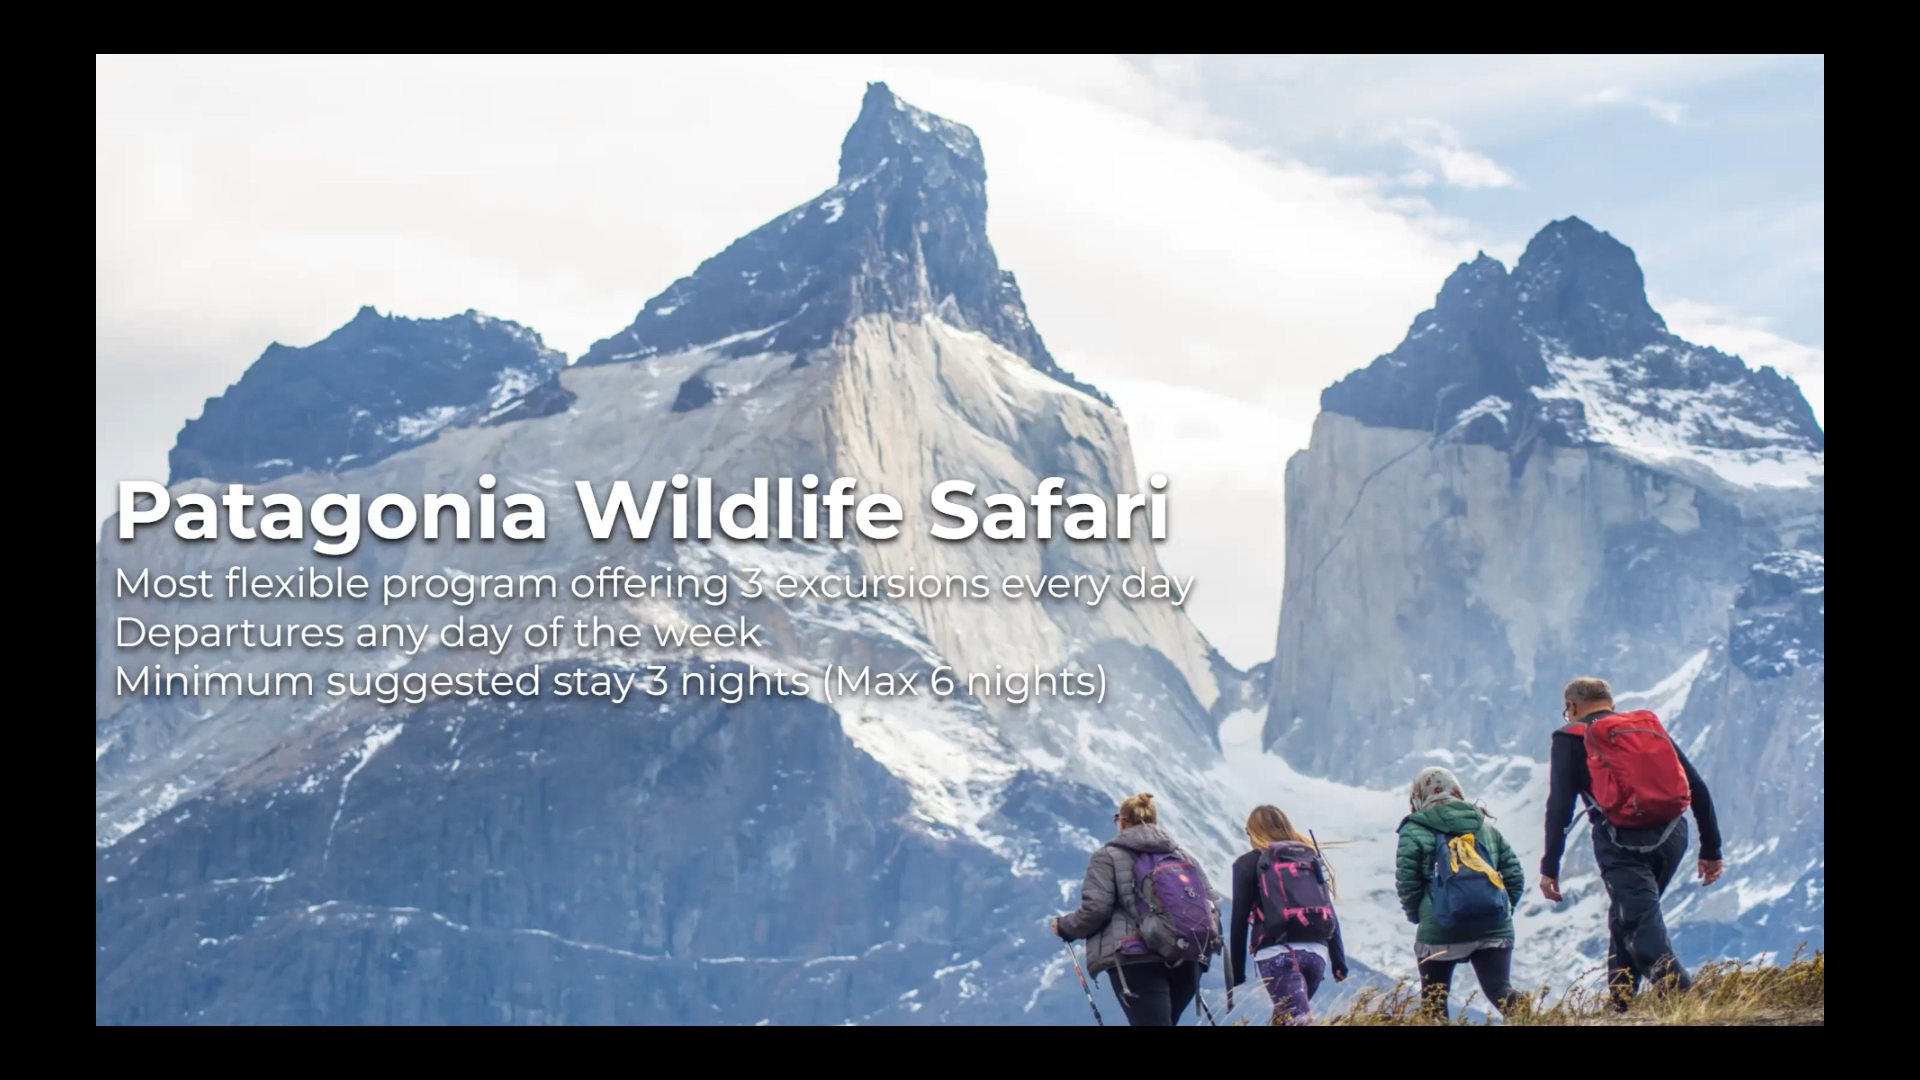 Patagonia Wildlife Safari
Most flexible program offering 3 excursions every day
Departures any day of the week
Minimum suggested stay 3 nights (Max 6 nights)